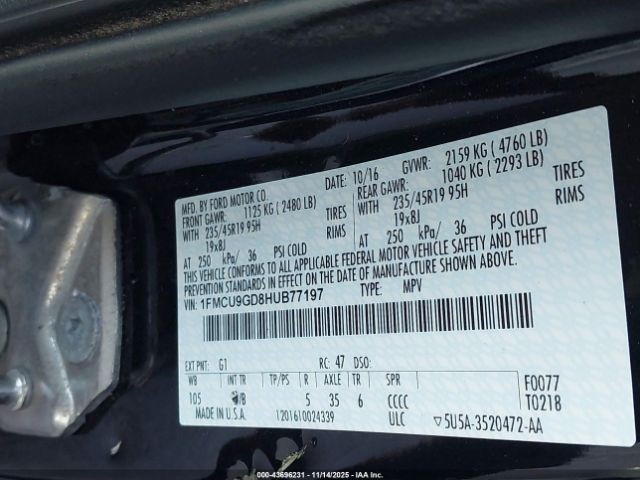 MFD. BY FORD MOTOR CO.
DATE: 10/16 GVWR: 2159 KG ( 4760 LB)
FRONT GAWR: 1125 KG ( 2480 LB)
REAR GAWR: 1040 KG ( 2293 LB)
WITH 235/45R19 95H TIRES
WITH 235/45R19 95H TIRES
19x8J RIMS
19x8J RIMS
AT 250 kPa/ 36 PSI COLD
AT 250 kPa/ 36 PSI COLD
THIS VEHICLE CONFORMS TO ALL APPLICABLE FEDERAL MOTOR VEHICLE SAFETY AND THEFT
PREVENTION STANDARDS IN EFFECT ON THE DATE OF MANUFACTURE SHOWN ABOVE.
VIN: 1FMCU9GD8HUB77197
TYPE: MPV
EXT PNT: G1 RC: 47 DSO:
WB INT TR TP/PS R AXLE TR SPR
105 5 35 6 CCCC
F0077
T0218
MADE IN U.S.A. 1201610024339 ULC
▽5U5A-3520472-AA
000-43696231 - 11/14/2025 - IAA Inc.